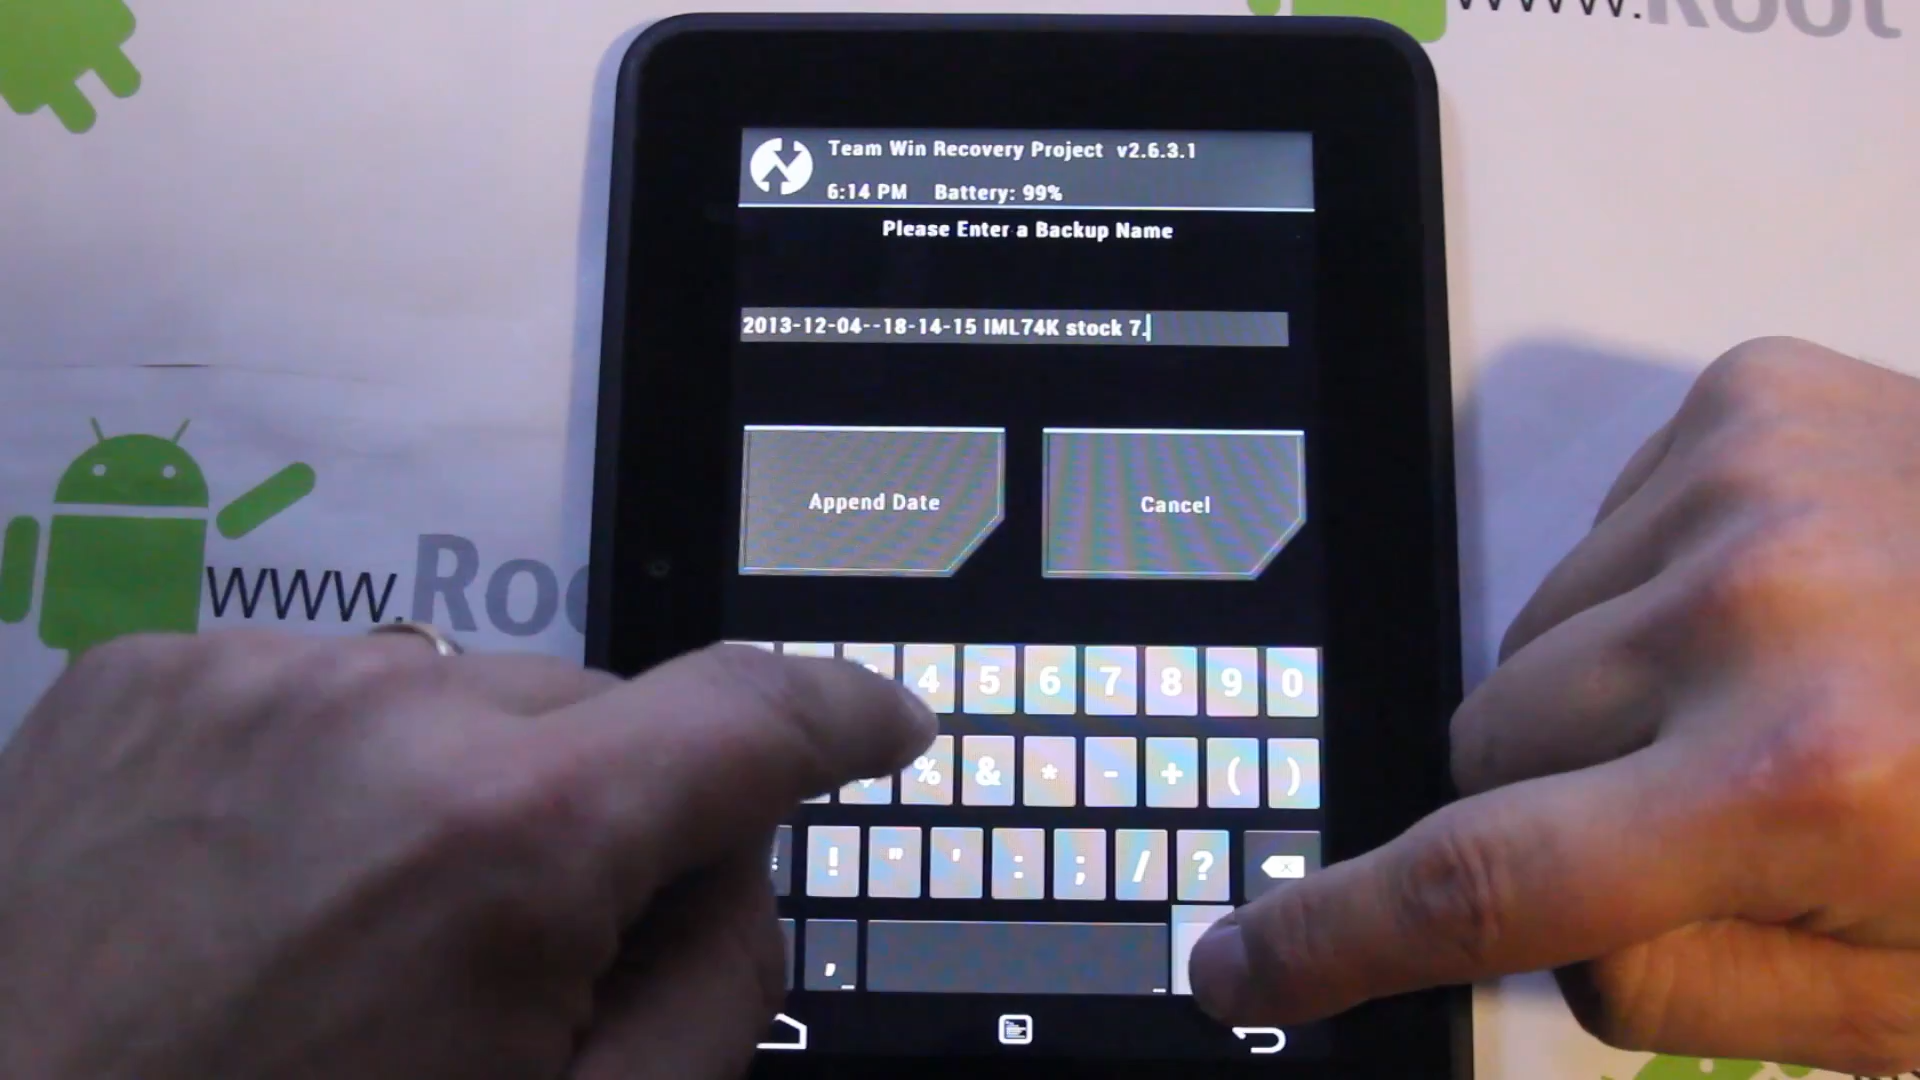 www.Root
Team Win Recovery Project v2.6.3.1
6:14 PM Battery: 99%
Please Enter a Backup Name
2013-12-04--18-14-15 IML74K stock 7.
Append Date
Cancel
www.Roo
4 5 6 7 8 9 0
% & * - + ( )
! " ' : ; / ?
, _ _